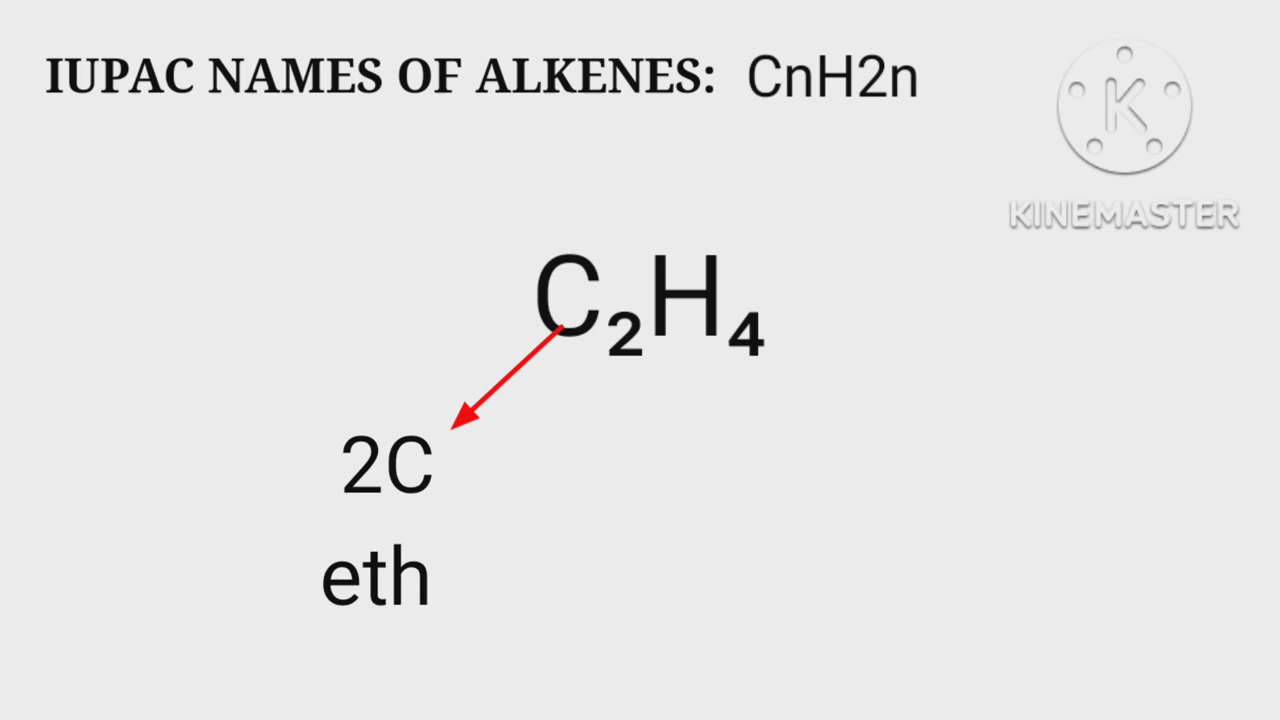 IUPAC NAMES OF ALKENES: CnH2n
K
KINEMASTER
C₂H₄
2C
eth